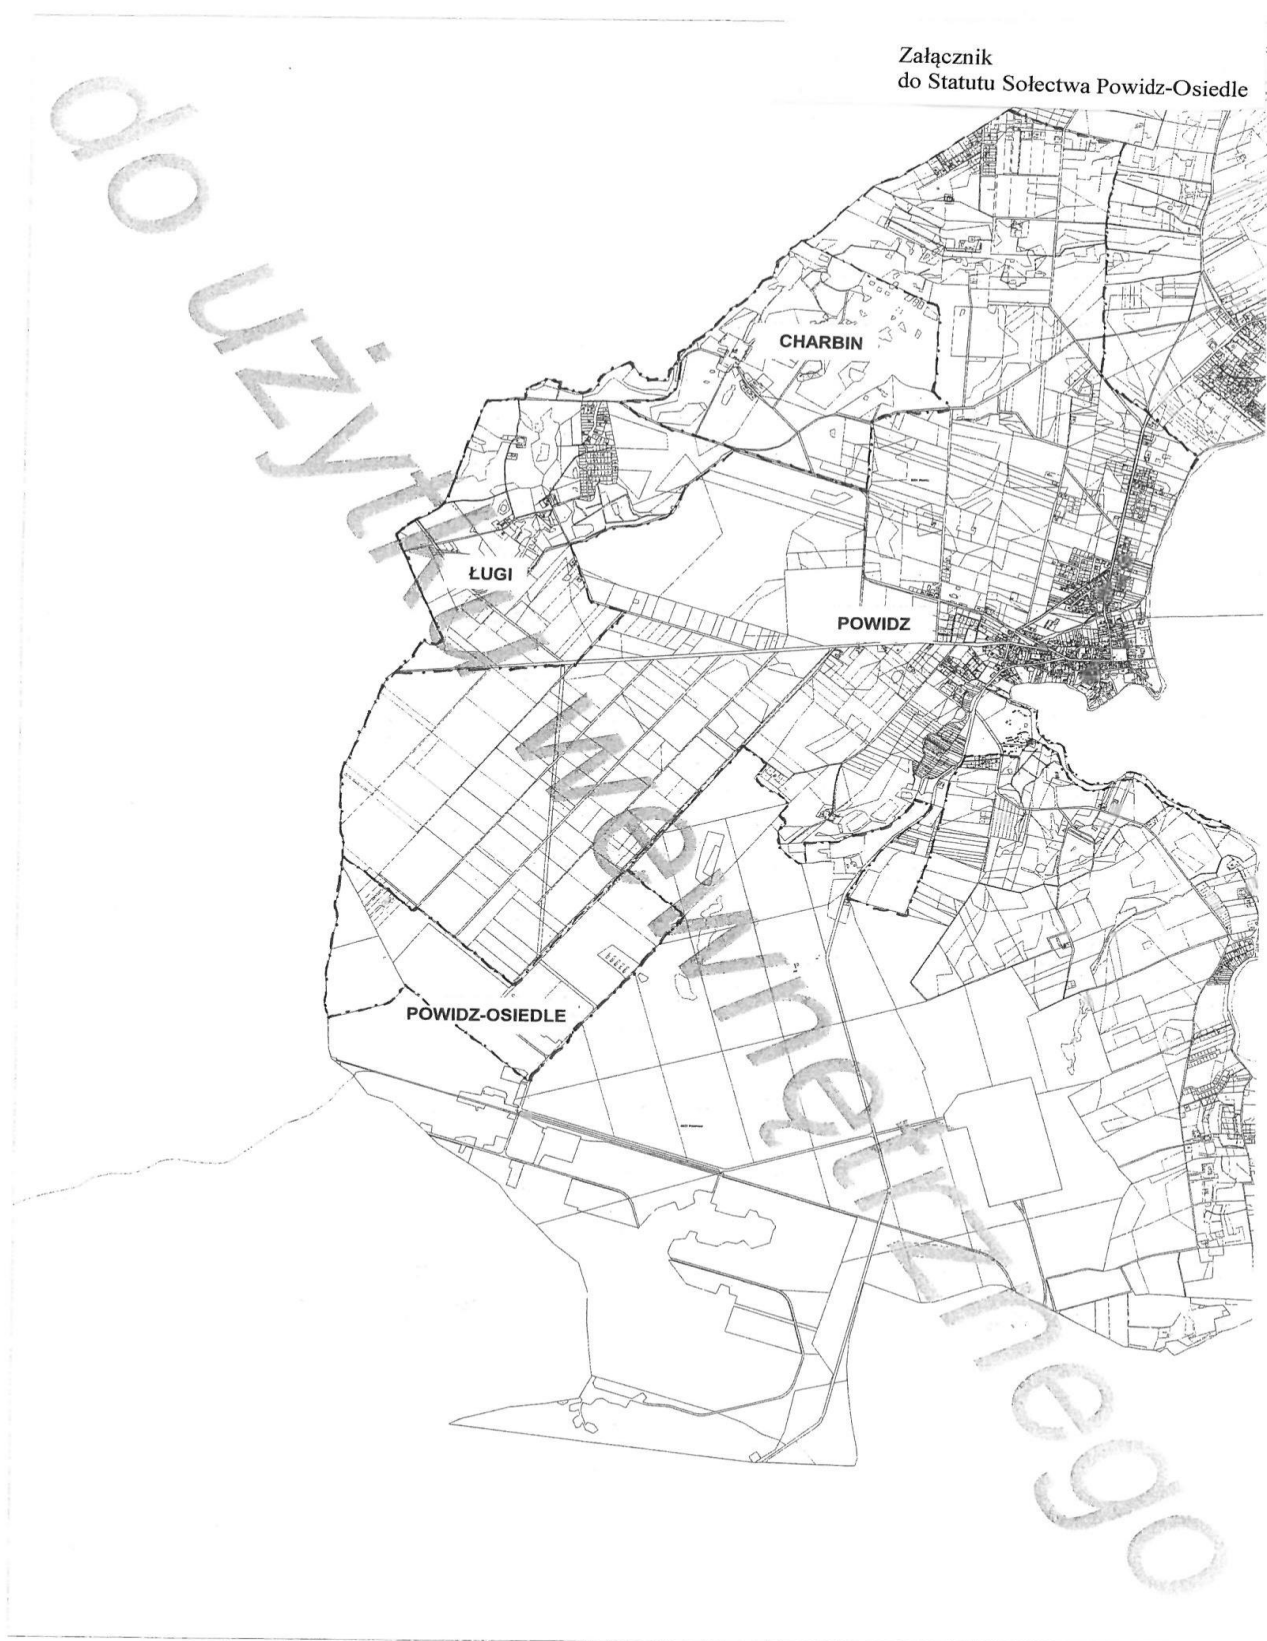 Załącznik
do Statutu Sołectwa Powidz-Osiedle
CHARBIN
ŁUGI
POWIDZ
POWIDZ-OSIEDLE
do użytku wewnętrznego